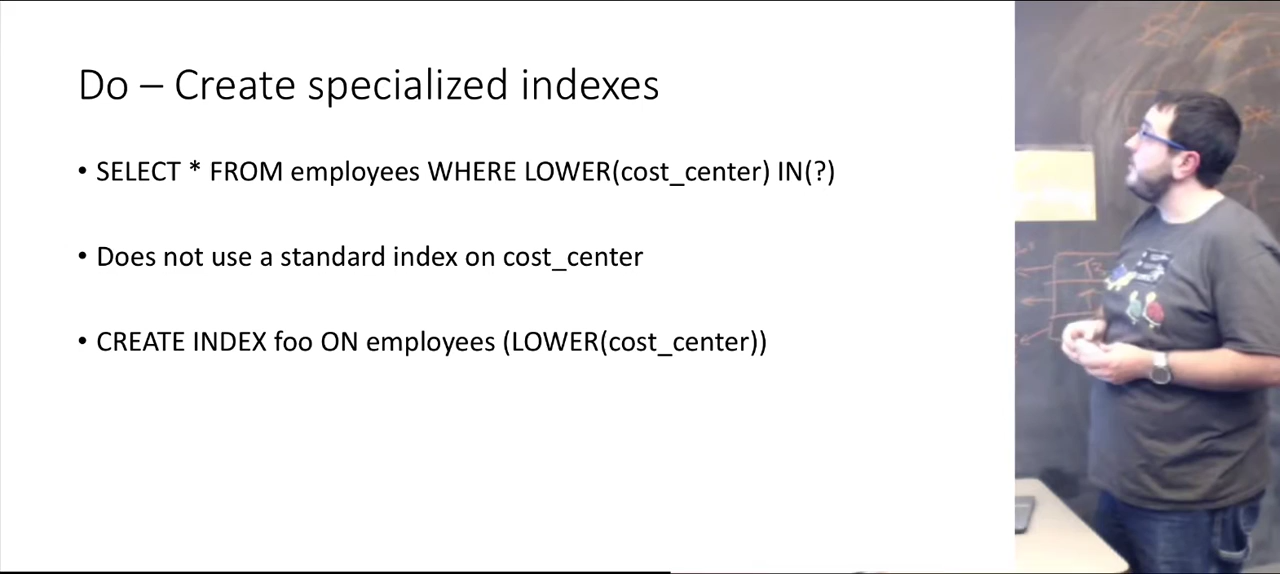 Do – Create specialized indexes
• SELECT * FROM employees WHERE LOWER(cost_center) IN(?)
• Does not use a standard index on cost_center
• CREATE INDEX foo ON employees (LOWER(cost_center))